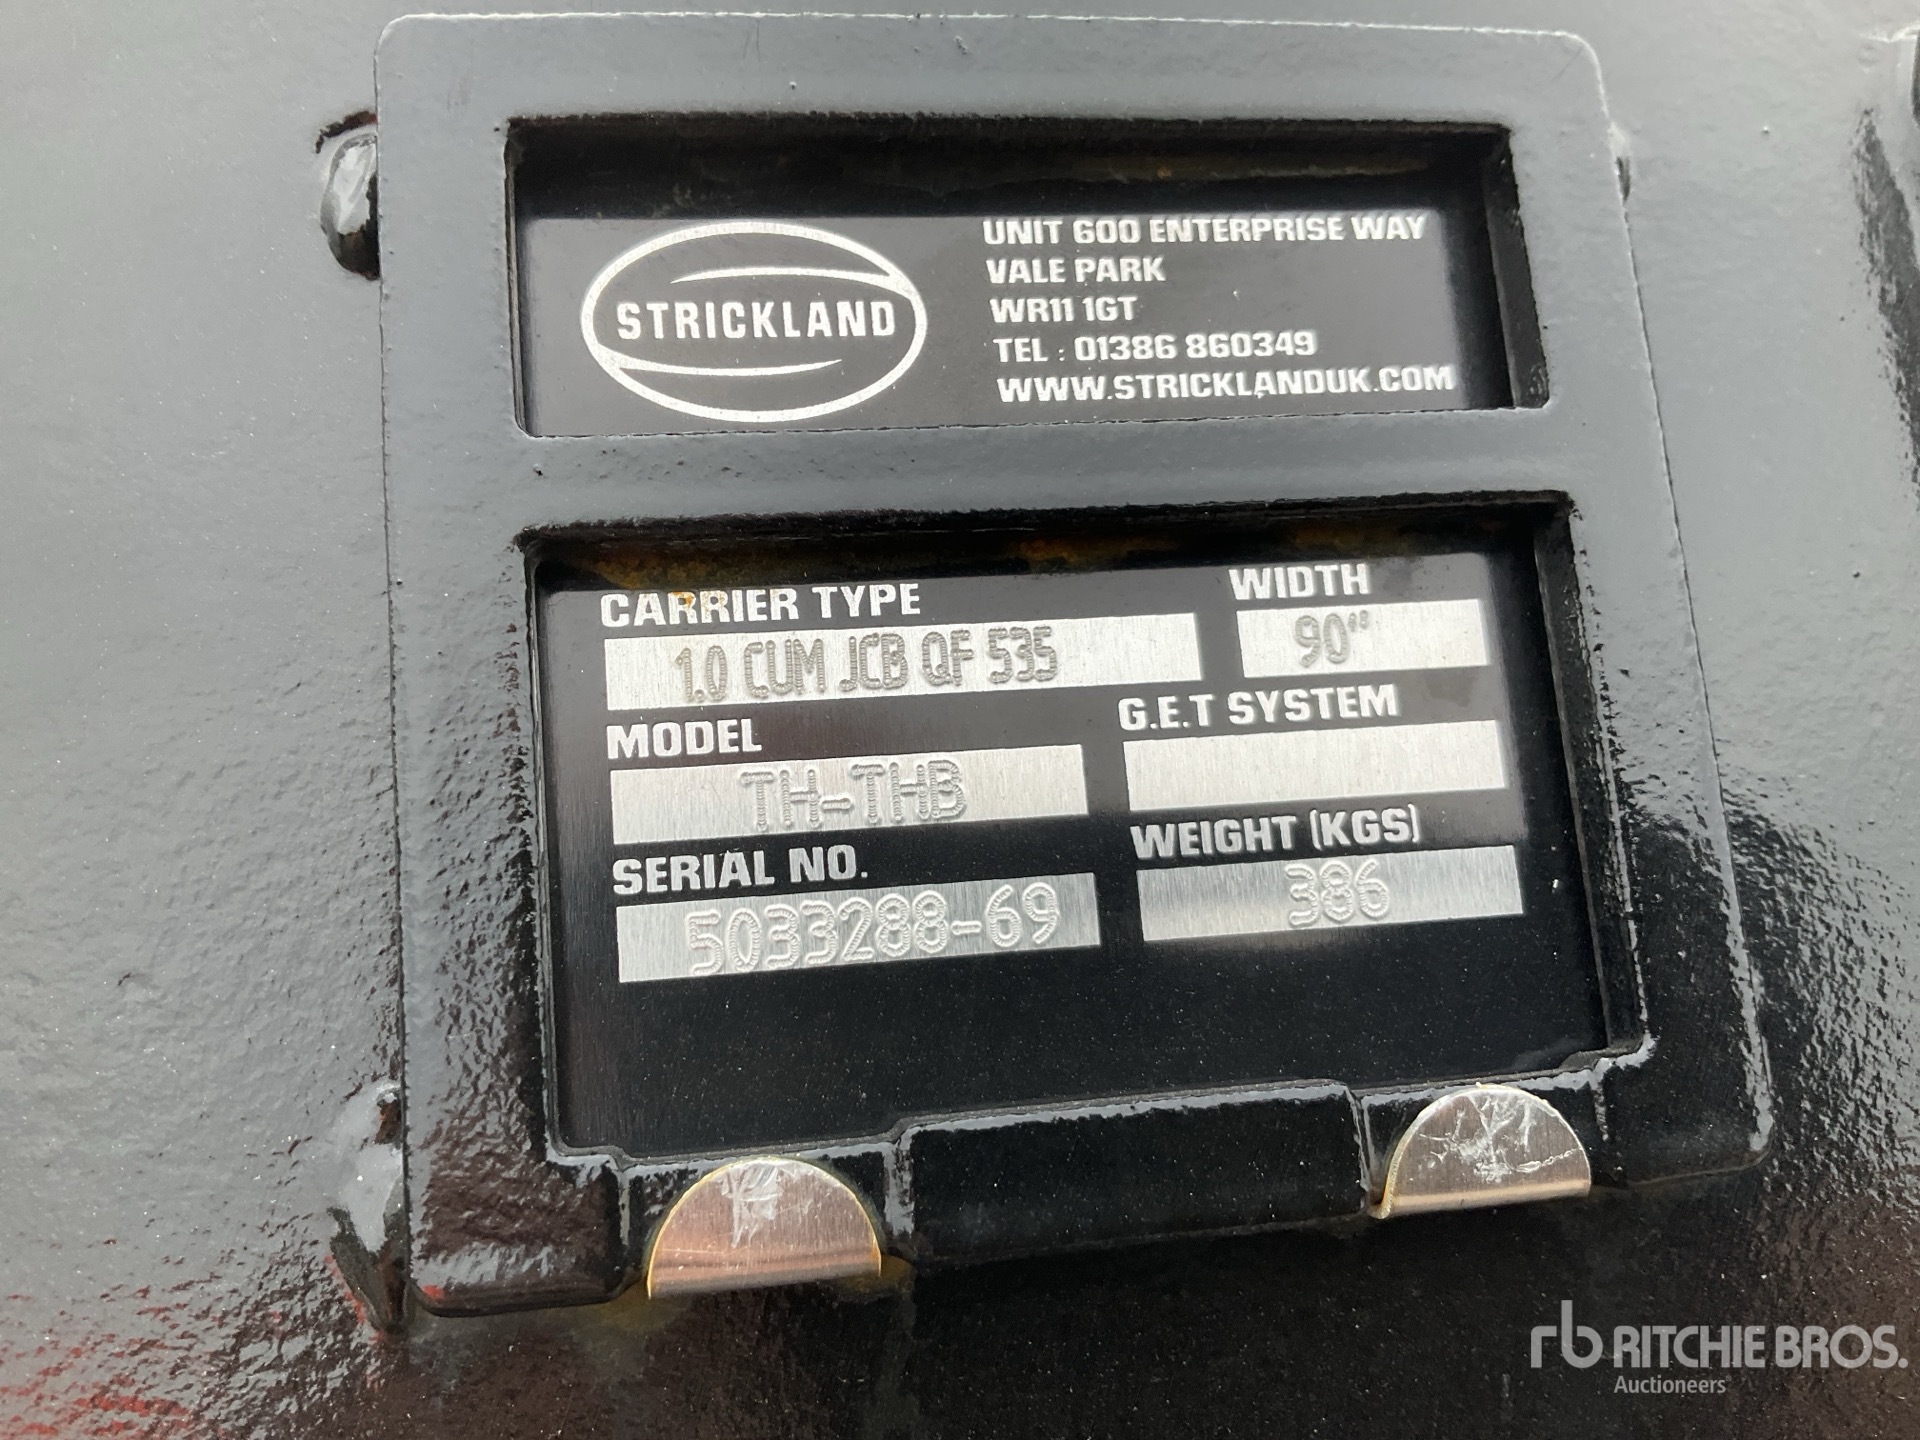 STRICKLAND
UNIT 600 ENTERPRISE WAY
VALE PARK
WR11 1GT
TEL : 01386 860349
WWW.STRICKLANDUK.COM
CARRIER TYPE
1.0 CUM JCB QF 535
WIDTH
90"
MODEL
TH-THB
G.E.T SYSTEM
SERIAL NO.
5033288-69
WEIGHT (KGS)
386
rb RITCHIE BROS.
Auctioneers